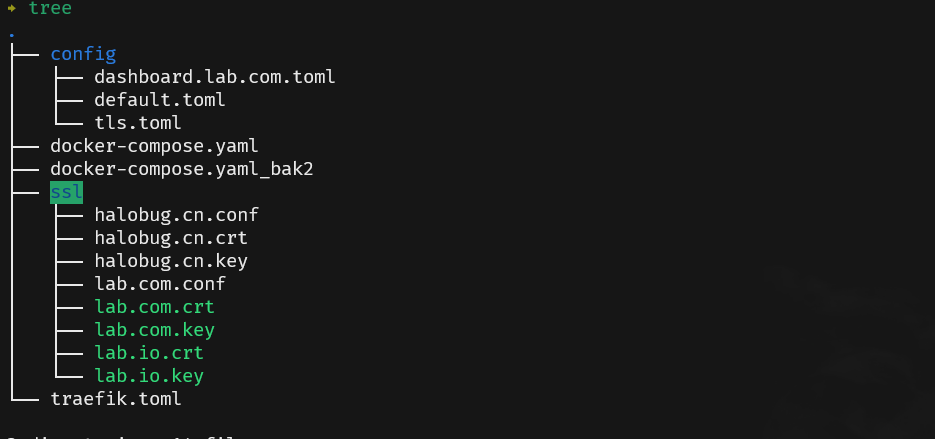 → tree
.
├── config
│   ├── dashboard.lab.com.toml
│   ├── default.toml
│   └── tls.toml
├── docker-compose.yaml
├── docker-compose.yaml_bak2
├── ssl
│   ├── halobug.cn.conf
│   ├── halobug.cn.crt
│   ├── halobug.cn.key
│   ├── lab.com.conf
│   ├── lab.com.crt
│   ├── lab.com.key
│   ├── lab.io.crt
│   └── lab.io.key
└── traefik.toml